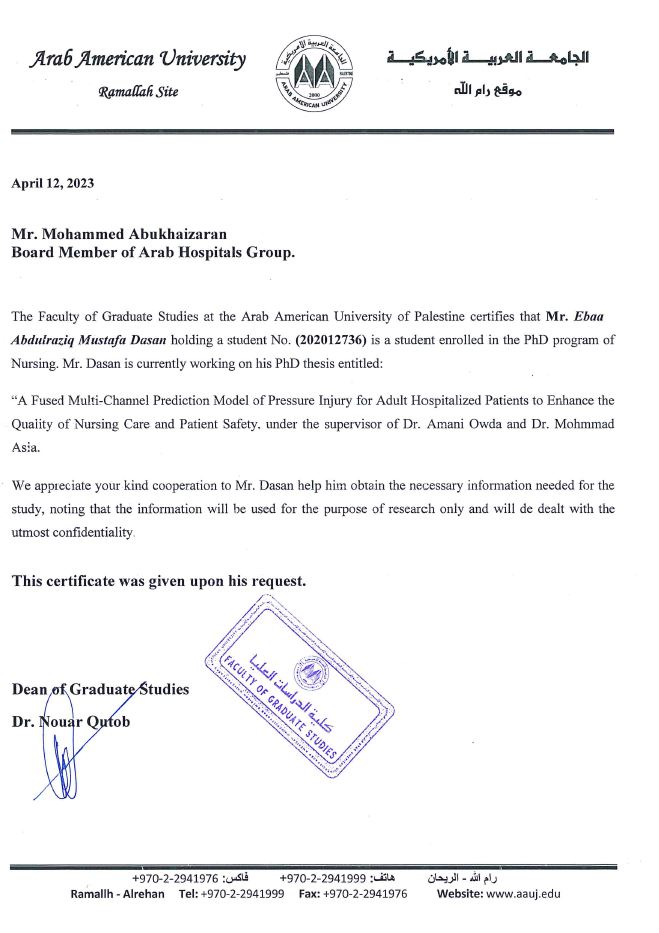 Arab American University
Ramallah Site
الجامعة العربية الأمريكية
موقع رام الله
الجامعة العربية الأمريكية
PALESTINE
2000
ARAB AMERICAN UNIVERSITY
April 12, 2023
Mr. Mohammed Abukhaizaran
Board Member of Arab Hospitals Group.
The Faculty of Graduate Studies at the Arab American University of Palestine certifies that Mr. Ebaa
Abdulraziq Mustafa Dasan holding a student No. (202012736) is a student enrolled in the PhD program of
Nursing. Mr. Dasan is currently working on his PhD thesis entitled:
“A Fused Multi-Channel Prediction Model of Pressure Injury for Adult Hospitalized Patients to Enhance the
Quality of Nursing Care and Patient Safety. under the supervisor of Dr. Amani Owda and Dr. Mohmmad
Asia.
We appreciate your kind cooperation to Mr. Dasan help him obtain the necessary information needed for the
study, noting that the information will be used for the purpose of research only and will de dealt with the
utmost confidentiality
This certificate was given upon his request.
كلية الدراسات العليا
FACULTY OF GRADUATE STUDIES
Dean of Graduate Studies
Dr. Nouar Qutob
رام الله - الريحان هاتف: 2941999-2-970+ فاكس: 2941976-2-970+
Ramallh - Alrehan Tel: +970-2-2941999 Fax: +970-2-2941976 Website: www.aauj.edu